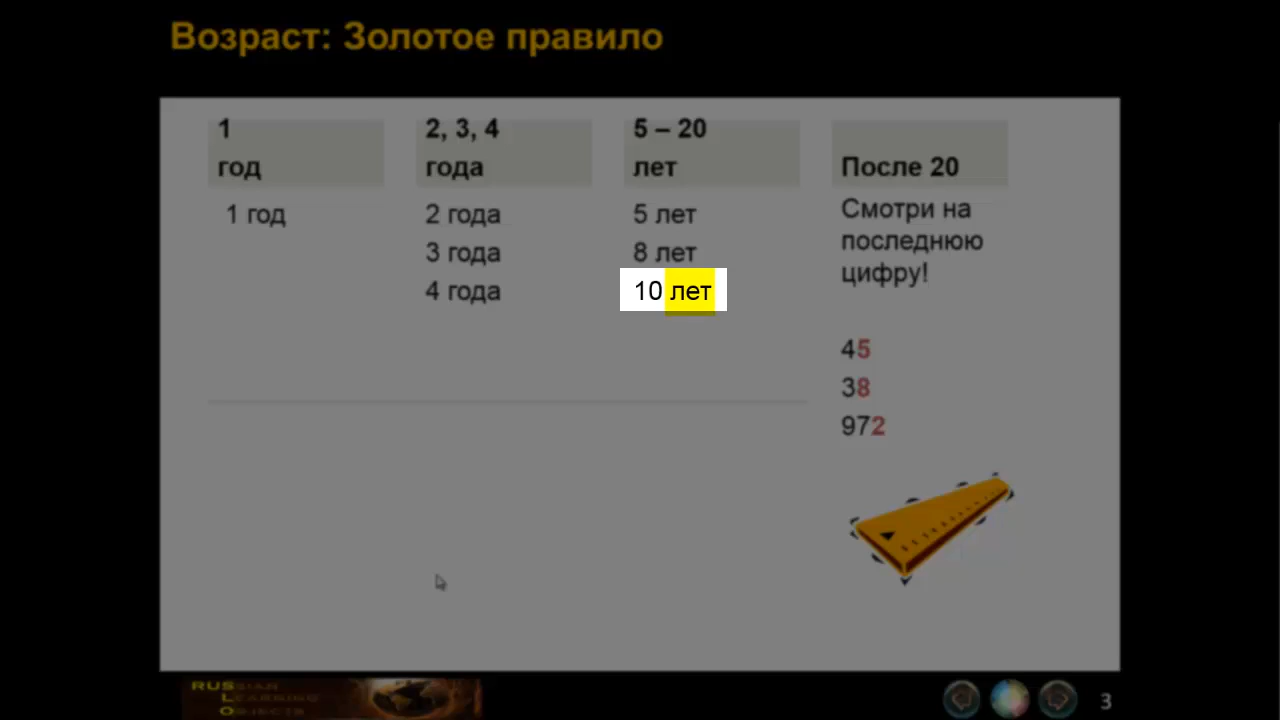 Возраст: Золотое правило
1
год
1 год
2, 3, 4
года
2 года
3 года
4 года
5 – 20
лет
5 лет
8 лет
10 лет
После 20
Смотри на
последнюю
цифру!
45
38
972
RUSSIAN
LEARNING
OBJECTS
3